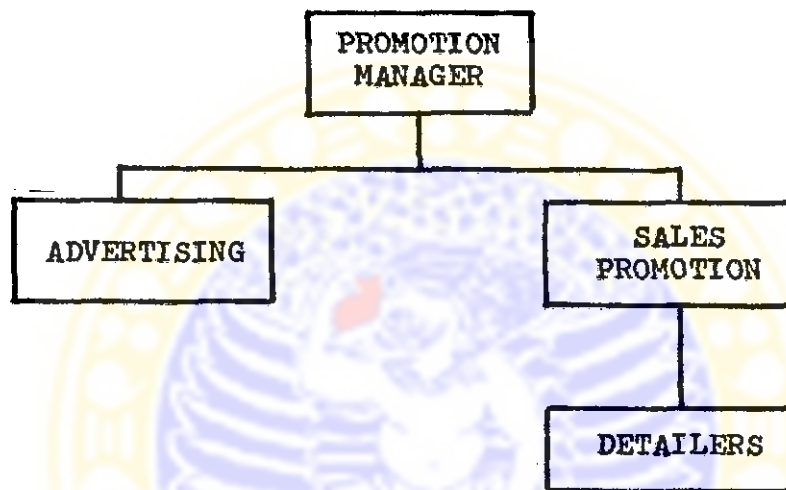 PROMOTION
MANAGER
ADVERTISING
SALES
PROMOTION
DETAILERS